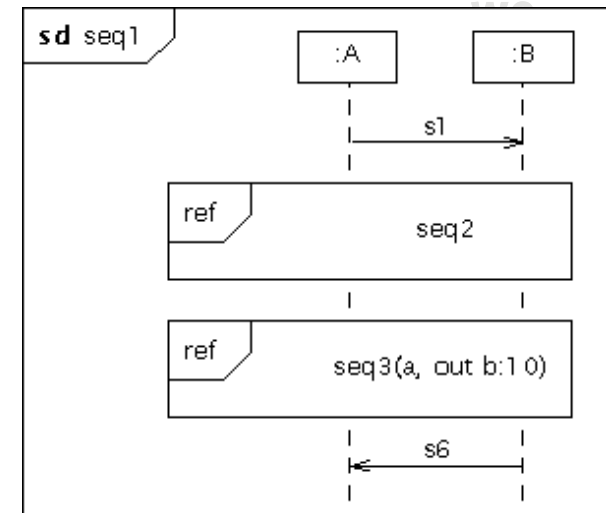 sd seq1
:A
:B
s1
ref
seq2
ref
seq3(a, out b:10)
s6